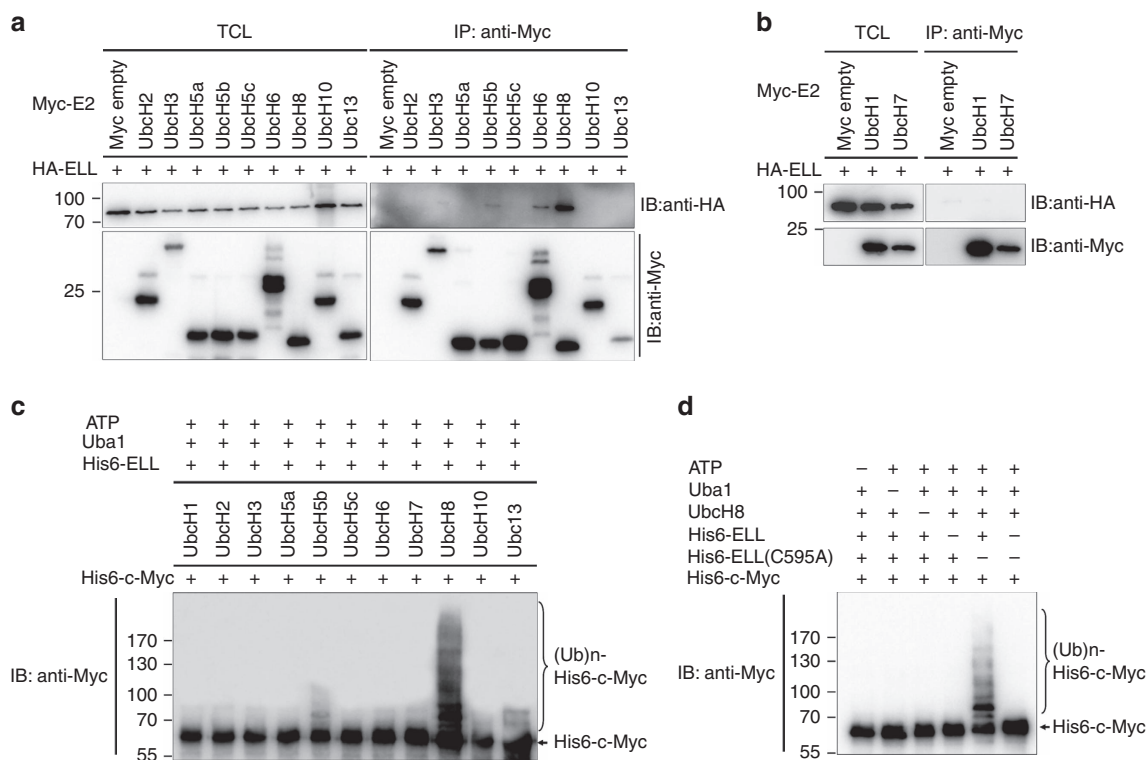 a
TCL
IP: anti-Myc
Myc-E2
Myc empty
UbcH2
UbcH3
UbcH5a
UbcH5b
UbcH5c
UbcH6
UbcH8
UbcH10
Ubc13
Myc empty
UbcH2
UbcH3
UbcH5a
UbcH5b
UbcH5c
UbcH6
UbcH8
UbcH10
Ubc13
HA-ELL + + + + + + + + + + + + + + + + + + + +
100
70
IB:anti-HA
25
IB:anti-Myc
b
TCL
IP: anti-Myc
Myc-E2
Myc empty
UbcH1
UbcH7
Myc empty
UbcH1
UbcH7
HA-ELL + + + + + +
100
IB:anti-HA
25
IB:anti-Myc
c
ATP + + + + + + + + + + +
Uba1 + + + + + + + + + + +
His6-ELL + + + + + + + + + + +
UbcH1
UbcH2
UbcH3
UbcH5a
UbcH5b
UbcH5c
UbcH6
UbcH7
UbcH8
UbcH10
Ubc13
His6-c-Myc + + + + + + + + + + +
170
130
100
70
55
IB: anti-Myc
(Ub)n-
His6-c-Myc
His6-c-Myc
d
ATP – + + + + +
Uba1 + – + + + +
UbcH8 + + – + + +
His6-ELL + + + – + –
His6-ELL(C595A) + + + + – –
His6-c-Myc + + + + + +
170
130
100
70
55
IB: anti-Myc
(Ub)n-
His6-c-Myc
His6-c-Myc